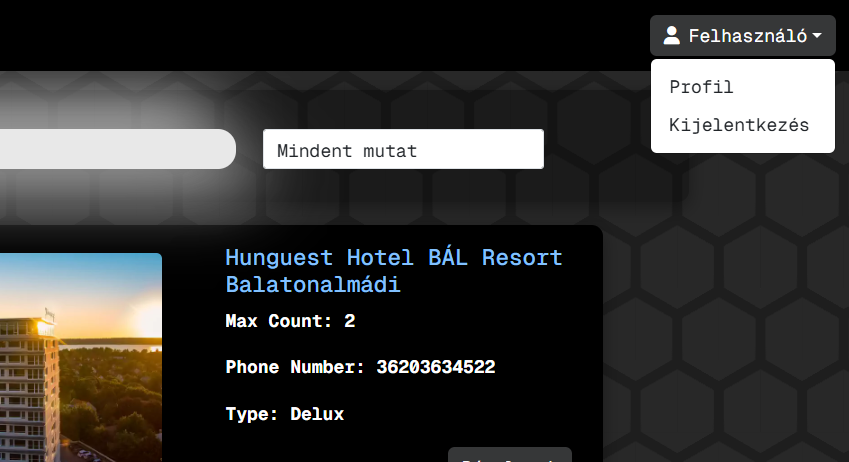 Felhasználó
Profil
Kijelentkezés
Mindent mutat
Hunguest Hotel BÁL Resort
Balatonalmádi
Max Count: 2
Phone Number: 36203634522
Type: Delux